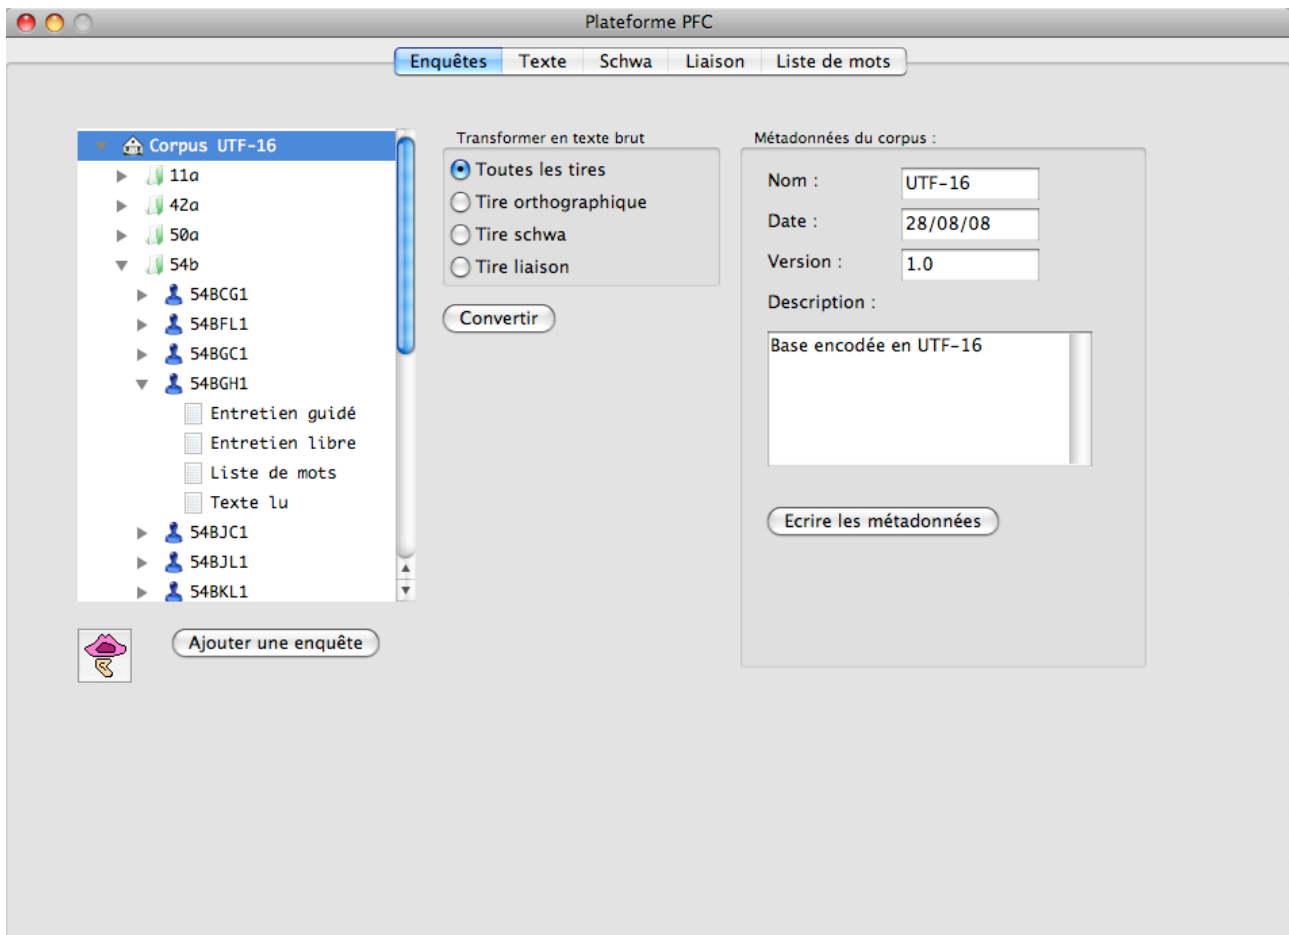 Plateforme PFC
Enquêtes Texte Schwa Liaison Liste de mots
Corpus UTF-16
11a
42a
50a
54b
54BCG1
54BFL1
54BGC1
54BGH1
Entretien guidé
Entretien libre
Liste de mots
Texte lu
54BJC1
54BJL1
54BKL1
Ajouter une enquête
Transformer en texte brut
Toutes les tires
Tire orthographique
Tire schwa
Tire liaison
Convertir
Métadonnées du corpus :
Nom : UTF-16
Date : 28/08/08
Version : 1.0
Description :
Base encodée en UTF-16
Ecrire les métadonnées